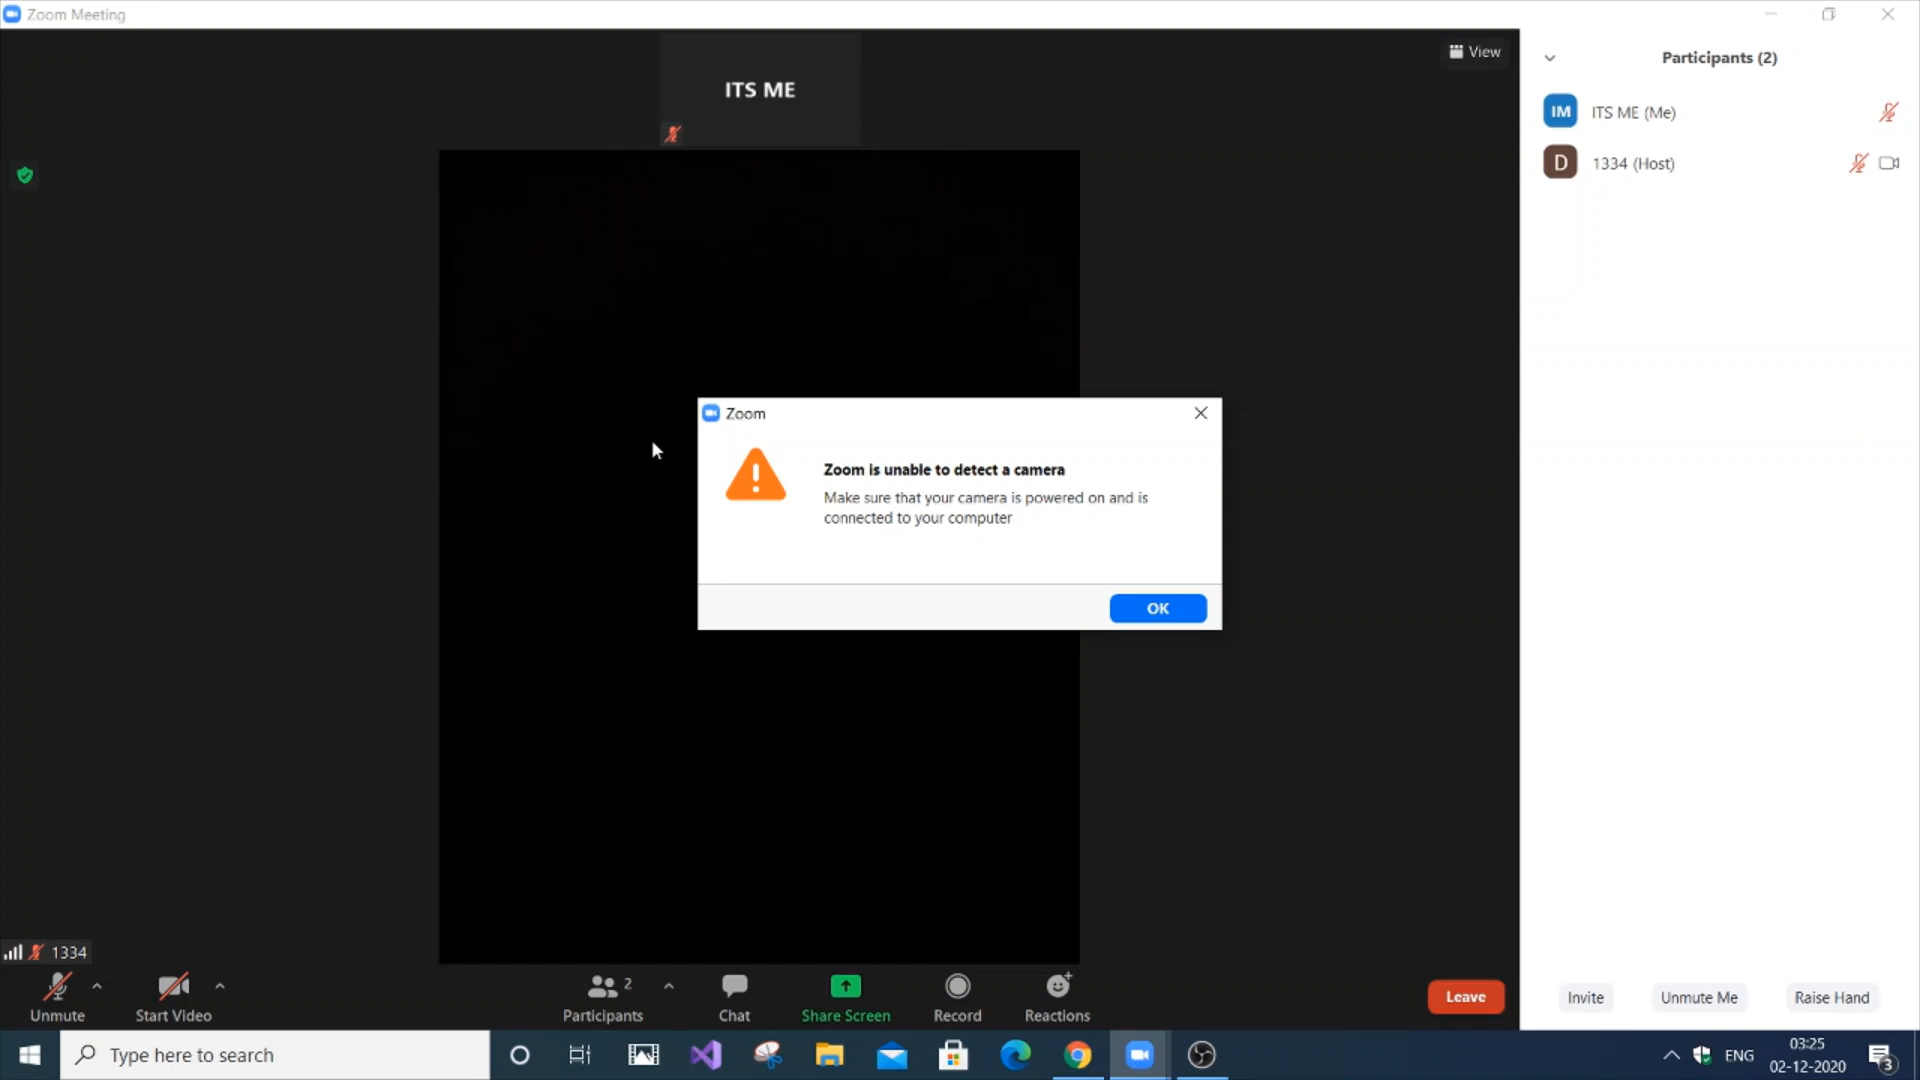 Zoom Meeting
View
ITS ME
Participants (2)
IM
ITS ME (Me)
D
1334 (Host)
Zoom
Zoom is unable to detect a camera
Make sure that your camera is powered on and is
connected to your computer
OK
1334
Unmute
Start Video
2
Participants
Chat
Share Screen
Record
Reactions
Leave
Invite
Unmute Me
Raise Hand
Type here to search
ENG
03:25
02-12-2020
3